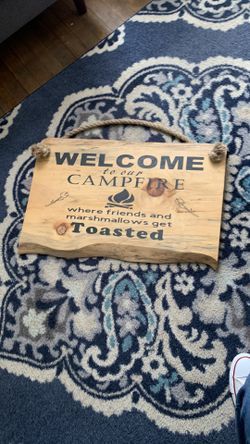 WELCOME
to our
CAMPFIRE
where friends and
marshmallows get
Toasted